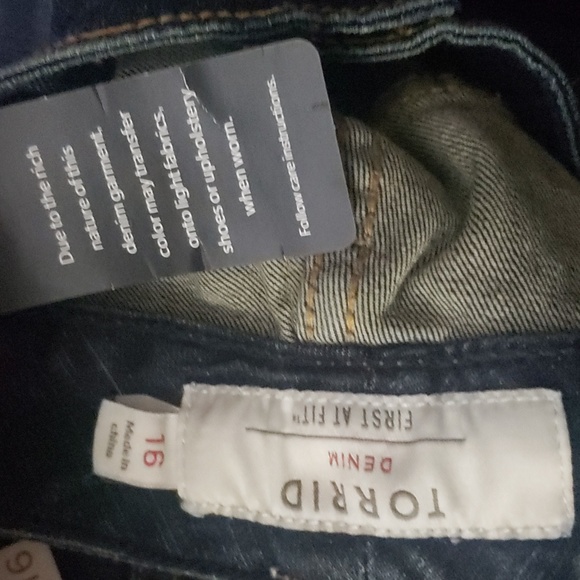 Due to the rich
nature of this
denim garment,
color may transfer
onto light fabrics,
shoes or upholstery
when worn.
Follow care instructions.
TORRID
DENIM
FIRST AT FIT™
16
Made in
china